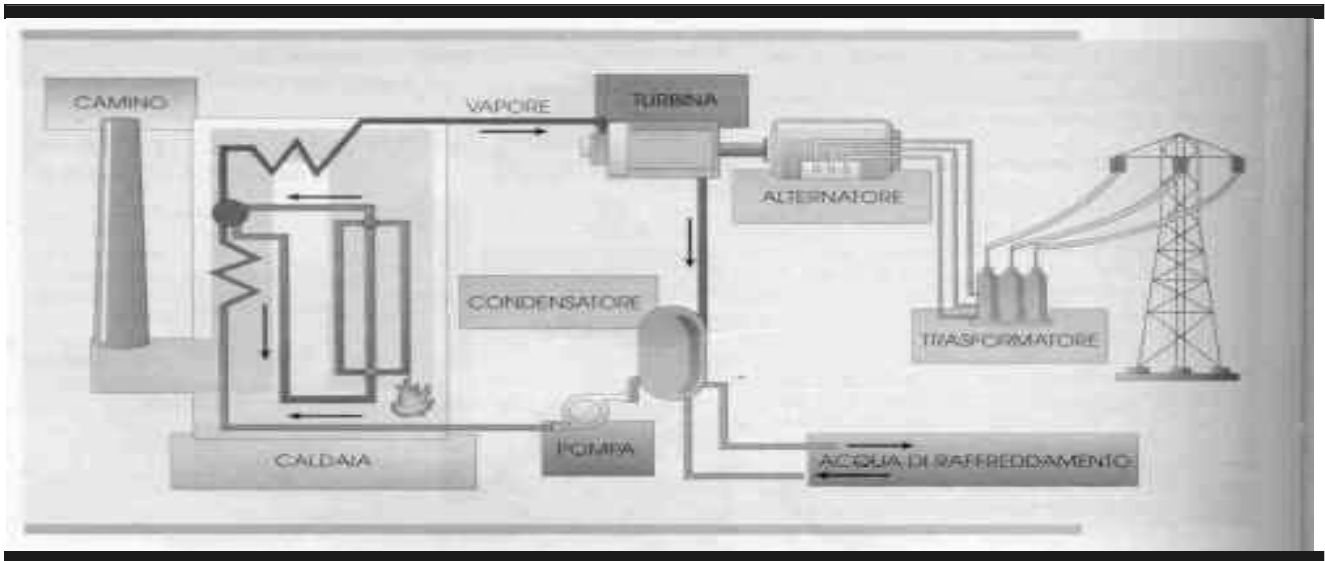 CAMINO
VAPORE
TURBINA
ALTERNATORE
CONDENSATORE
TRASFORMATORE
POMPA
CALDAIA
ACQUA DI RAFFREDDAMENTO